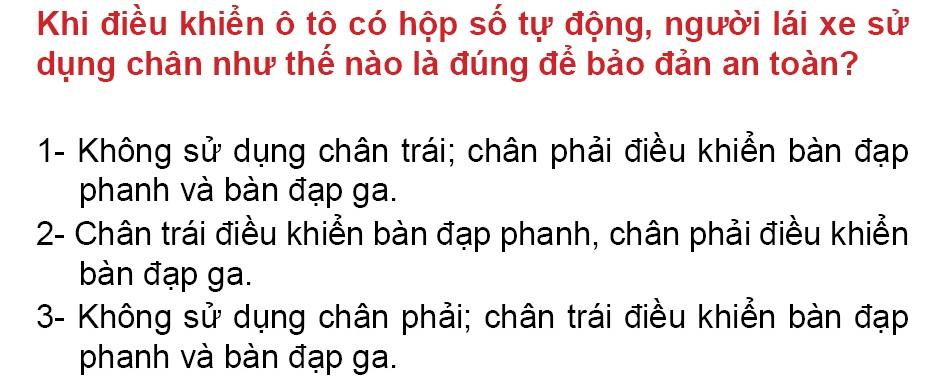 Khi điều khiển ô tô có hộp số tự động, người lái xe sử
dụng chân như thế nào là đúng để bảo đản an toàn?
1- Không sử dụng chân trái; chân phải điều khiển bàn đạp
phanh và bàn đạp ga.
2- Chân trái điều khiển bàn đạp phanh, chân phải điều khiển
bàn đạp ga.
3- Không sử dụng chân phải; chân trái điều khiển bàn đạp
phanh và bàn đạp ga.